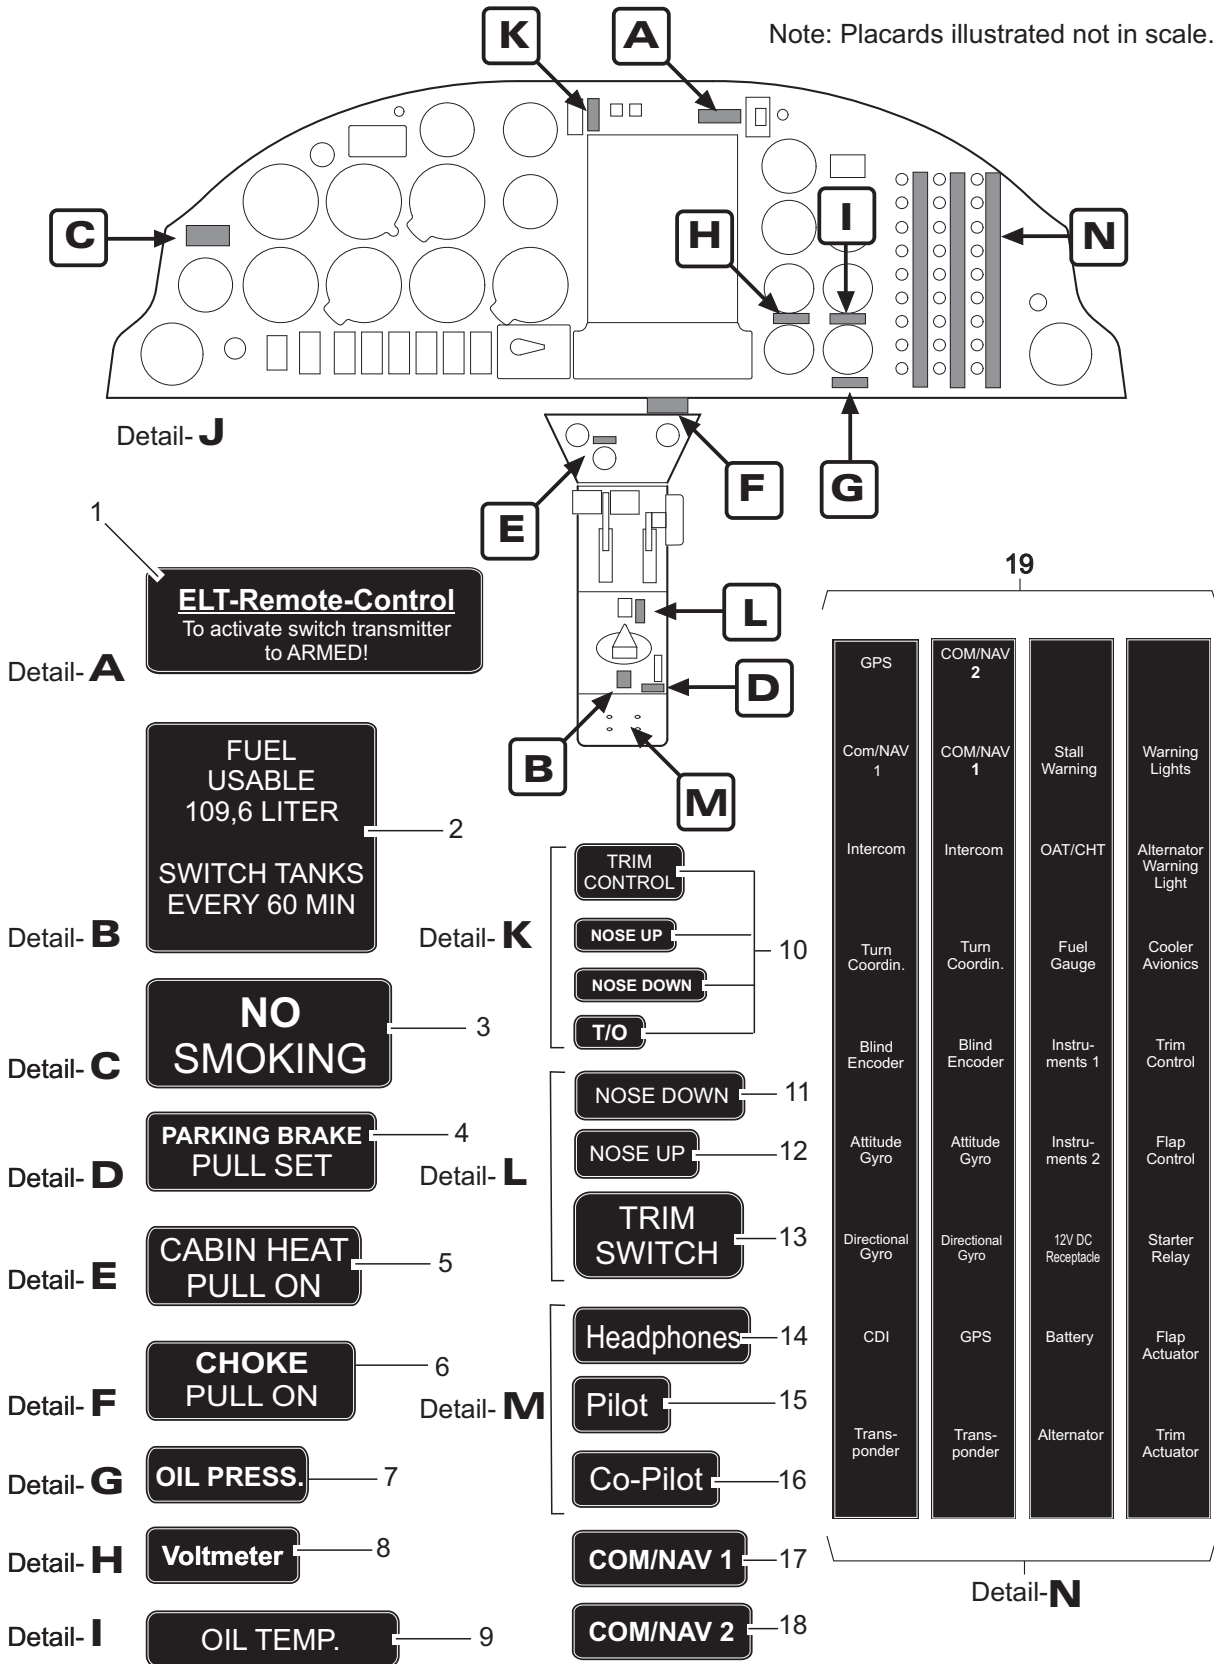 Note: Placards illustrated not in scale.
K
A
C
H
I
N
Detail- J
E
F
G
L
D
B
M
1
ELT-Remote-Control
To activate switch transmitter
to ARMED!
Detail- A
FUEL
USABLE
109,6 LITER
SWITCH TANKS
EVERY 60 MIN
2
Detail- B
NO
SMOKING
3
Detail- C
PARKING BRAKE
PULL SET
4
Detail- D
CABIN HEAT
PULL ON
5
Detail- E
CHOKE
PULL ON
6
Detail- F
OIL PRESS.
7
Detail- G
Voltmeter
8
Detail- H
OIL TEMP.
9
Detail- I
TRIM
CONTROL
NOSE UP
NOSE DOWN
T/O
10
Detail- K
NOSE DOWN
11
NOSE UP
12
TRIM
SWITCH
13
Detail- L
Headphones
14
Pilot
15
Co-Pilot
16
Detail- M
COM/NAV 1
17
COM/NAV 2
18
19
GPS
Com/NAV
1
Intercom
Turn
Coordin.
Blind
Encoder
Attitude
Gyro
Directional
Gyro
CDI
Trans-
ponder
COM/NAV
2
COM/NAV
1
Intercom
Turn
Coordin.
Blind
Encoder
Attitude
Gyro
Directional
Gyro
GPS
Trans-
ponder
Stall
Warning
OAT/CHT
Fuel
Gauge
Instru-
ments 1
Instru-
ments 2
12V DC
Receptacle
Battery
Alternator
Warning
Lights
Alternator
Warning
Light
Cooler
Avionics
Trim
Control
Flap
Control
Starter
Relay
Flap
Actuator
Trim
Actuator
Detail-N